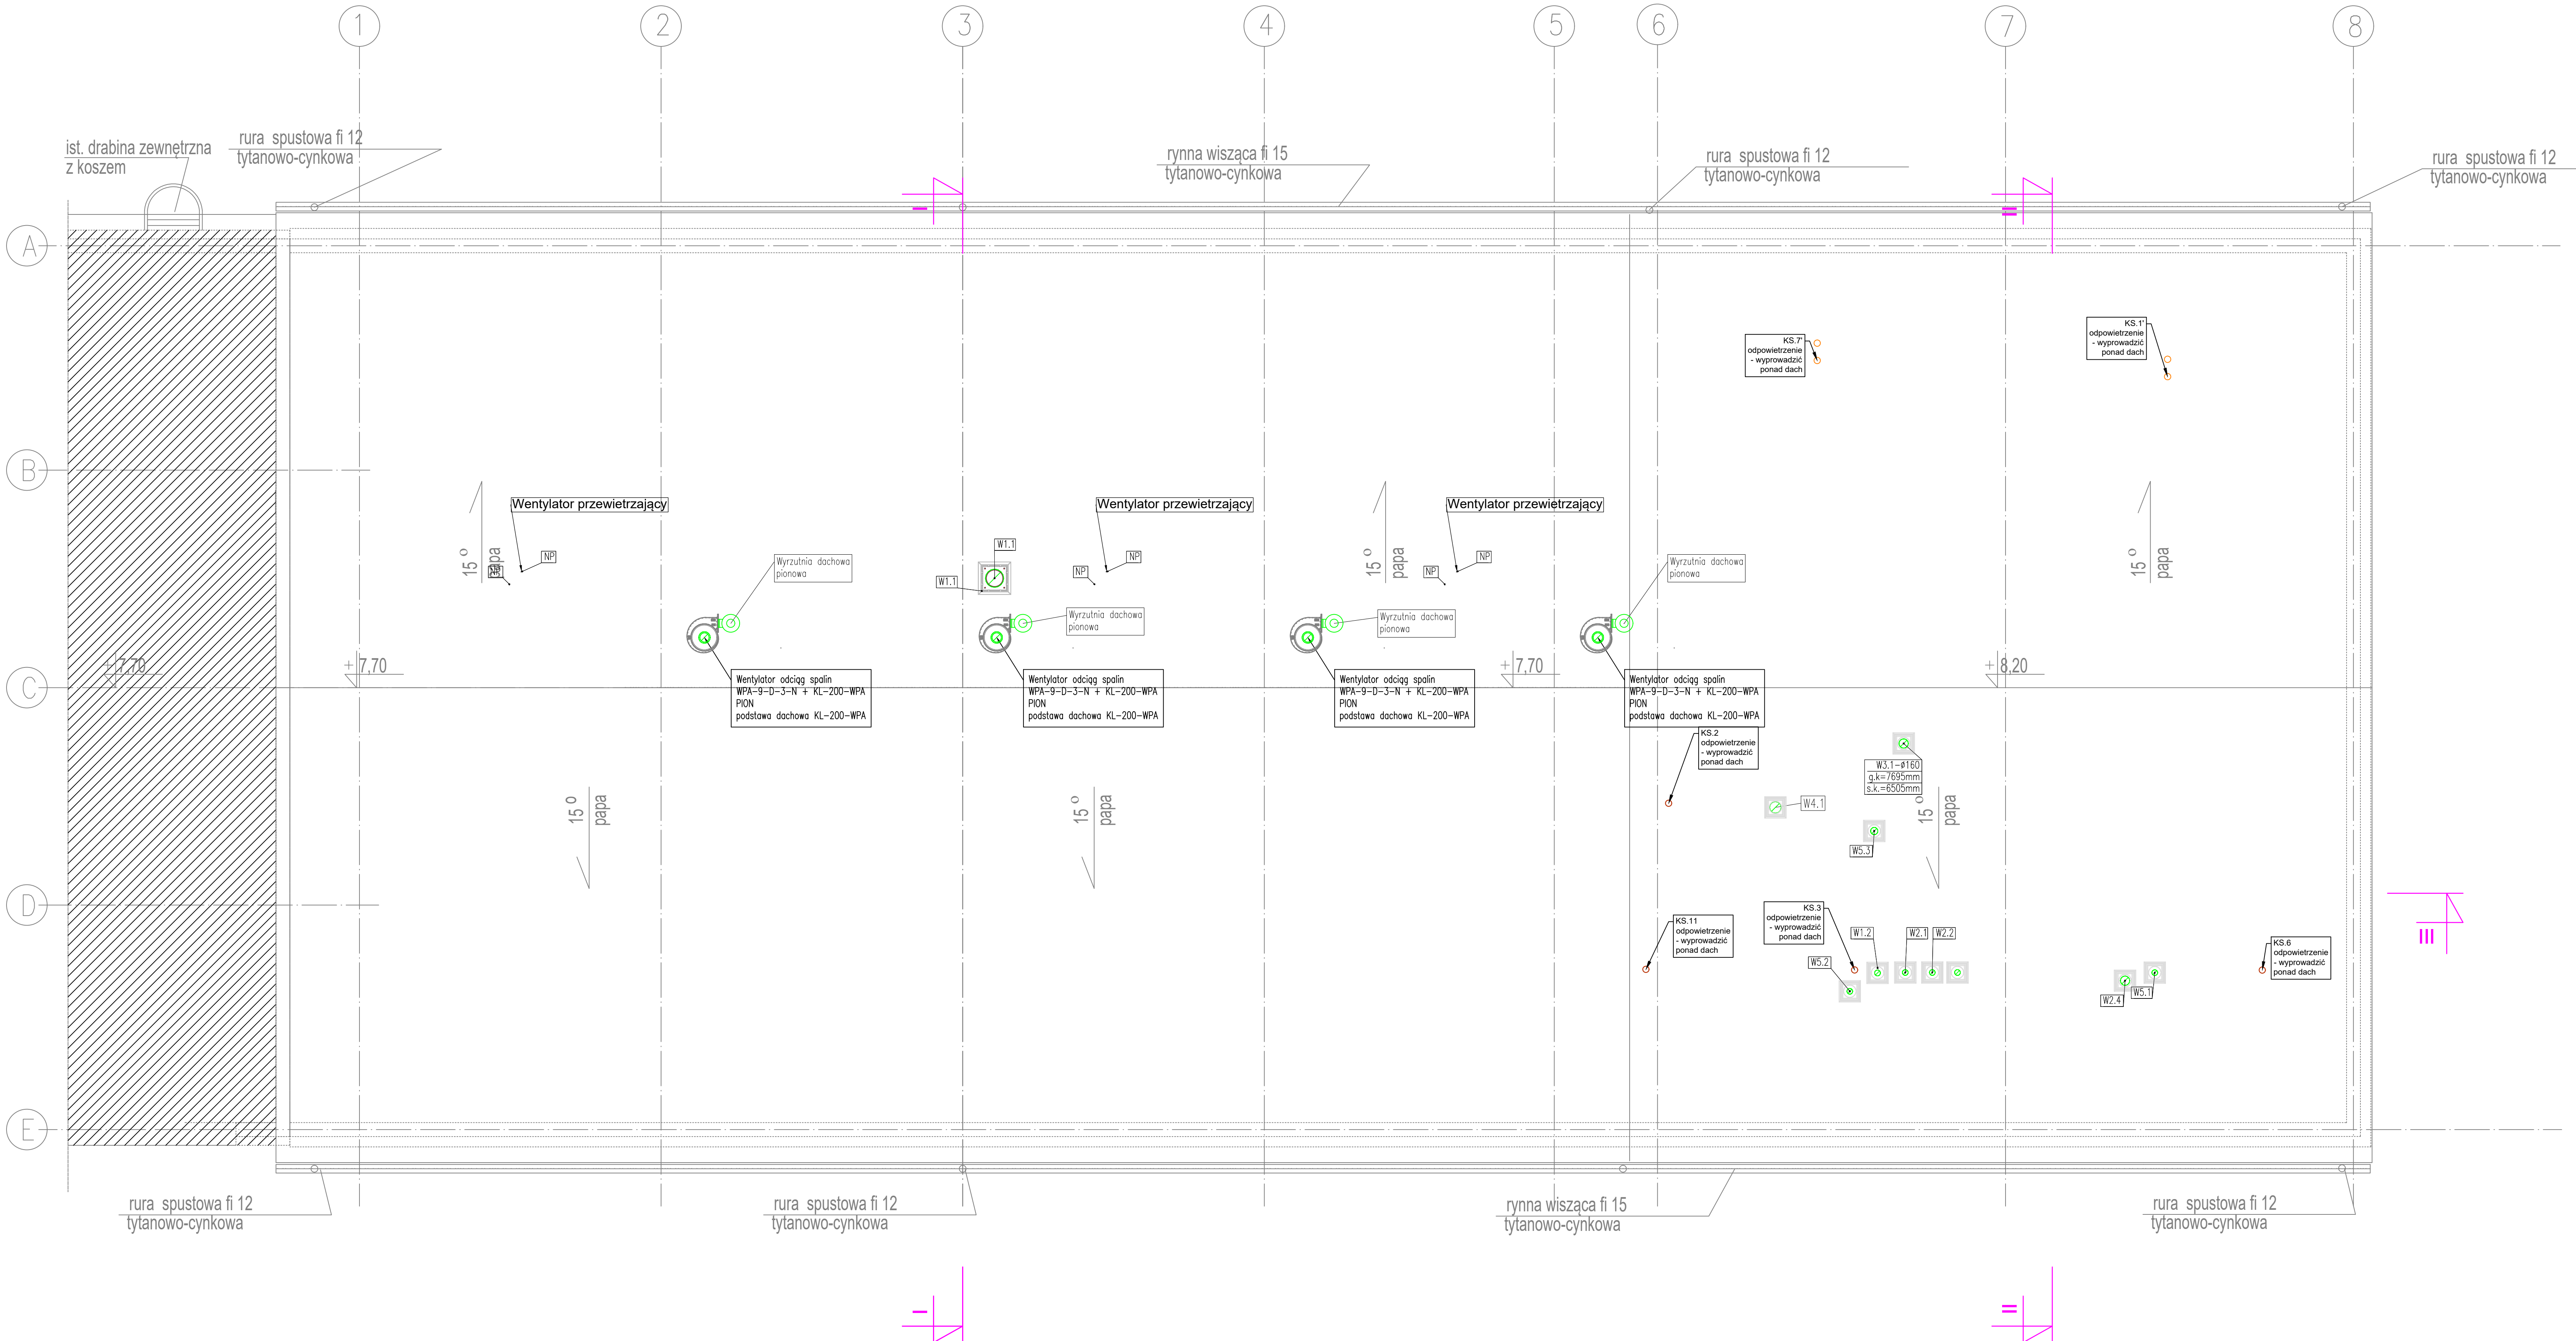 1
2
3
4
5
6
7
8
ist. drabina zewnętrzna
z koszem
rura spustowa fi 12
tytanowo-cynkowa
rynna wisząca fi 15
tytanowo-cynkowa
rura spustowa fi 12
tytanowo-cynkowa
rura spustowa fi 12
tytanowo-cynkowa
I
II
A
KS.7'
odpowietrzenie
- wyprowadzić
ponad dach
KS.1'
odpowietrzenie
- wyprowadzić
ponad dach
B
Wentylator przewietrzający
Wentylator przewietrzający
Wentylator przewietrzający
15 o
papa
NP
NP
W1.1
W1.1
NP
NP
15 o
papa
NP
NP
15 o
papa
Wyrzutnia dachowa
pionowa
Wyrzutnia dachowa
pionowa
Wyrzutnia dachowa
pionowa
Wyrzutnia dachowa
pionowa
C
+ 7,70
+ 7,70
+ 7,70
+ 8,20
Wentylator odciąg spalin
WPA-9-D-3-N + KL-200-WPA
PION
podstawa dachowa KL-200-WPA
Wentylator odciąg spalin
WPA-9-D-3-N + KL-200-WPA
PION
podstawa dachowa KL-200-WPA
Wentylator odciąg spalin
WPA-9-D-3-N + KL-200-WPA
PION
podstawa dachowa KL-200-WPA
Wentylator odciąg spalin
WPA-9-D-3-N + KL-200-WPA
PION
podstawa dachowa KL-200-WPA
KS.2
odpowietrzenie
- wyprowadzić
ponad dach
W3.1-ø160
g.k=7695mm
s.k.=6505mm
W4.1
W5.3
15 o
papa
15 o
papa
15 o
papa
D
KS.11
odpowietrzenie
- wyprowadzić
ponad dach
KS.3
odpowietrzenie
- wyprowadzić
ponad dach
W1.2
W2.1
W2.2
W5.2
W2.4
W5.1
KS.6
odpowietrzenie
- wyprowadzić
ponad dach
III
E
rura spustowa fi 12
tytanowo-cynkowa
rura spustowa fi 12
tytanowo-cynkowa
rynna wisząca fi 15
tytanowo-cynkowa
rura spustowa fi 12
tytanowo-cynkowa
I
II